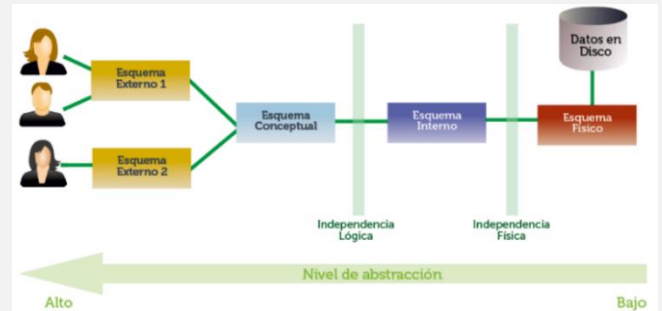 Datos en
Disco
Esquema
Externo 1
Esquema
Conceptual
Esquema
Interno
Esquema
Físico
Esquema
Externo 2
Independencia
Lógica
Independencia
Física
Nivel de abstracción
Alto
Bajo